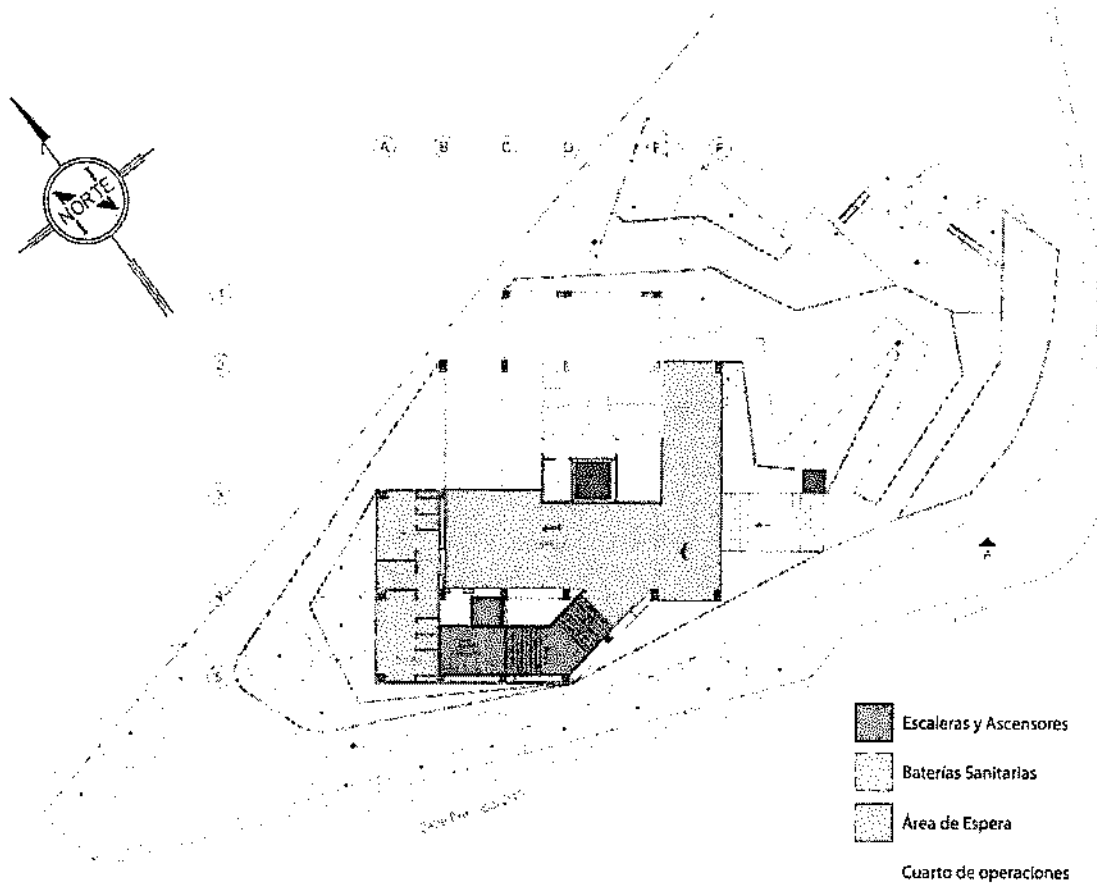 NORTE
A B C D E F
1
2
3
4
5
Escaleras y Ascensores
Baterías Sanitarias
Área de Espera
Cuarto de operaciones